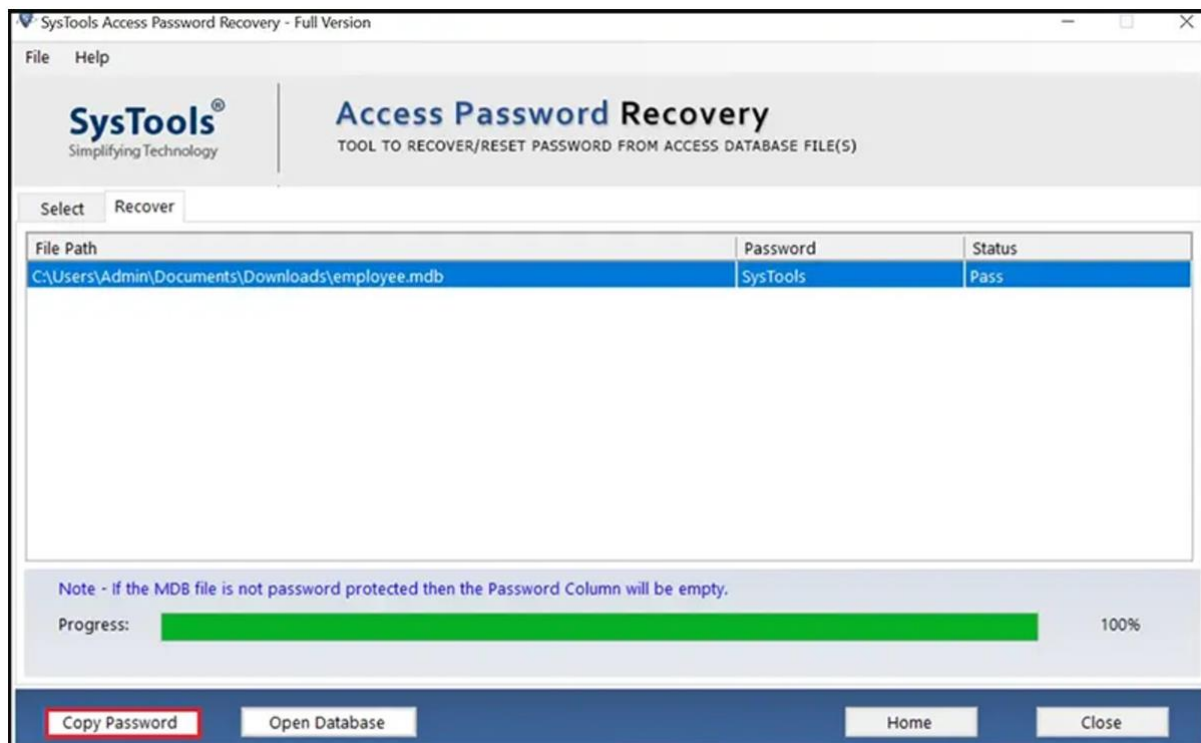 SysTools Access Password Recovery - Full Version
File Help
SysTools®
Simplifying Technology
Access Password Recovery
TOOL TO RECOVER/RESET PASSWORD FROM ACCESS DATABASE FILE(S)
Select Recover
File Path Password Status
C:\Users\Admin\Documents\Downloads\employee.mdb SysTools Pass
Note - If the MDB file is not password protected then the Password Column will be empty.
Progress: 100%
Copy Password Open Database Home Close